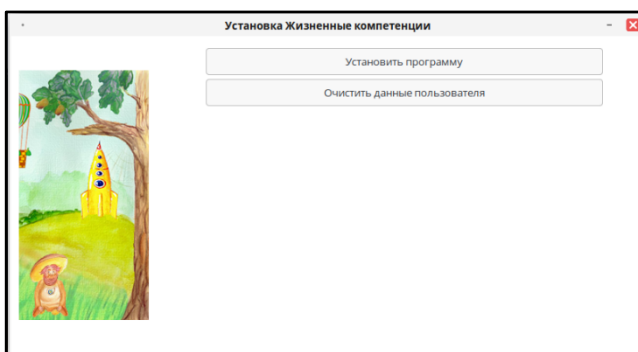 Установка Жизненные компетенции
Установить программу
Очистить данные пользователя